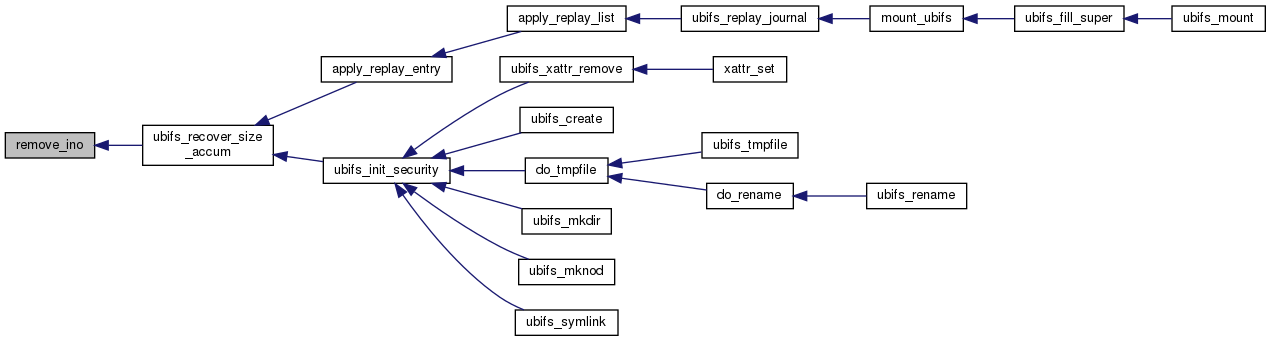 apply_replay_list
ubifs_replay_journal
mount_ubifs
ubifs_fill_super
ubifs_mount
apply_replay_entry
ubifs_xattr_remove
xattr_set
ubifs_create
remove_ino
ubifs_recover_size
_accum
ubifs_tmpfile
ubifs_init_security
do_tmpfile
do_rename
ubifs_rename
ubifs_mkdir
ubifs_mknod
ubifs_symlink